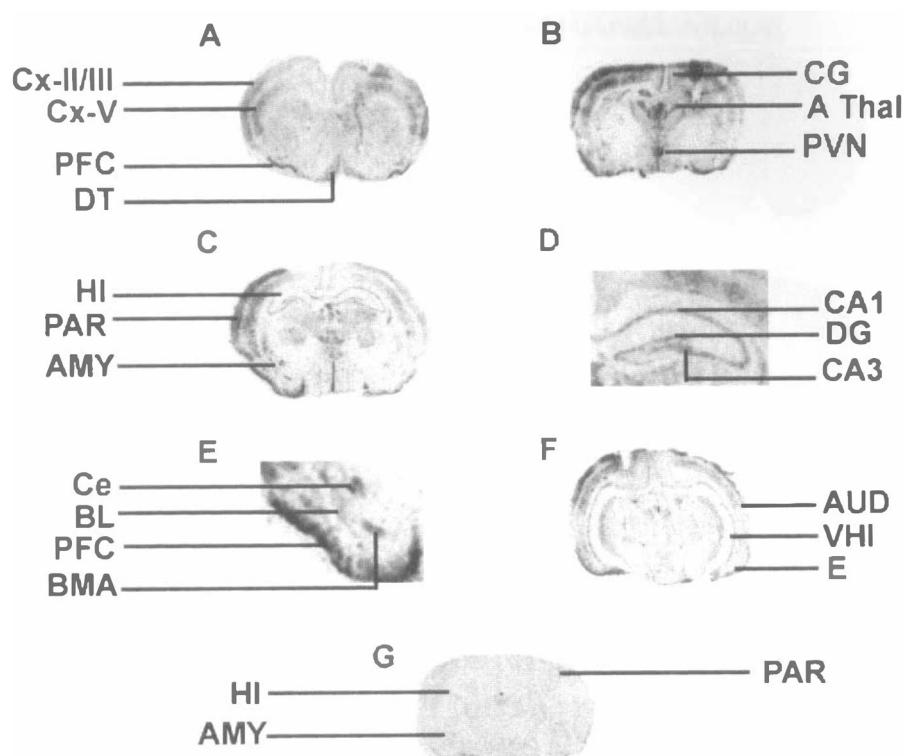 A
Cx-II/III
Cx-V
PFC
DT
B
CG
A Thal
PVN
C
HI
PAR
AMY
D
CA1
DG
CA3
E
Ce
BL
PFC
BMA
F
AUD
VHI
E
G
HI
AMY
PAR